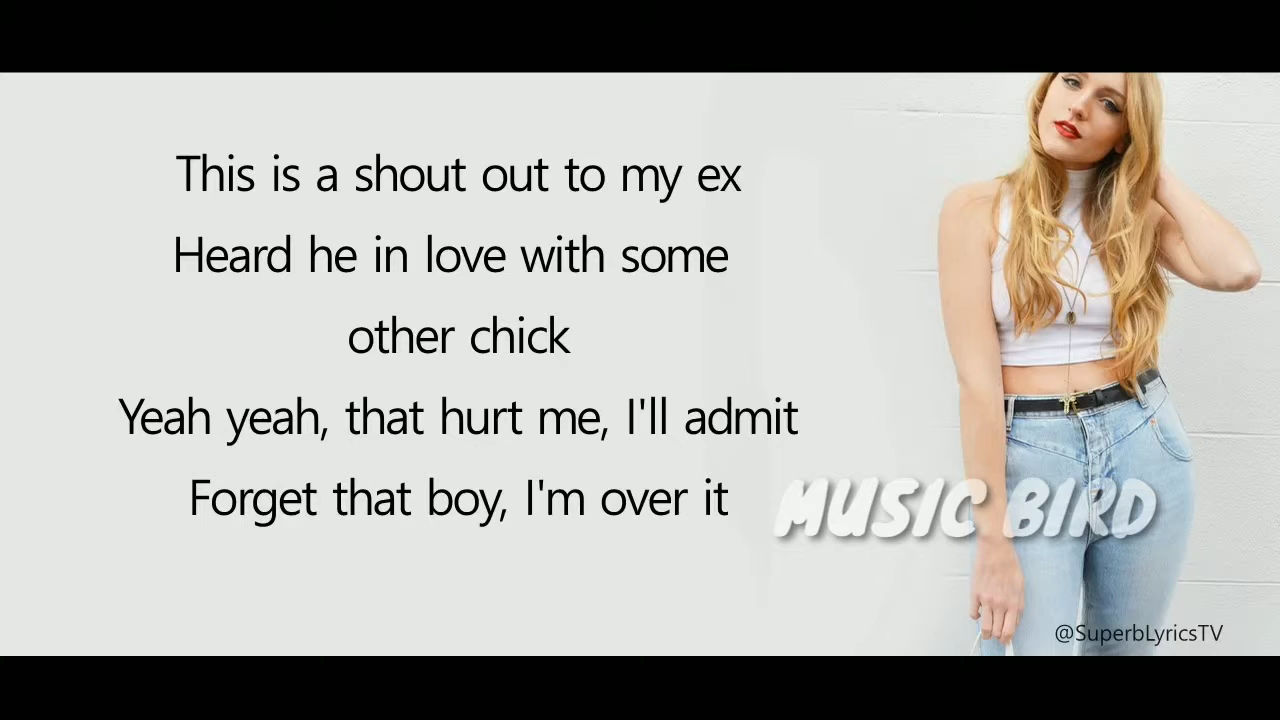 This is a shout out to my ex
Heard he in love with some
other chick
Yeah yeah, that hurt me, I'll admit
Forget that boy, I'm over it
MUSIC BIRD
@SuperbLyricsTV